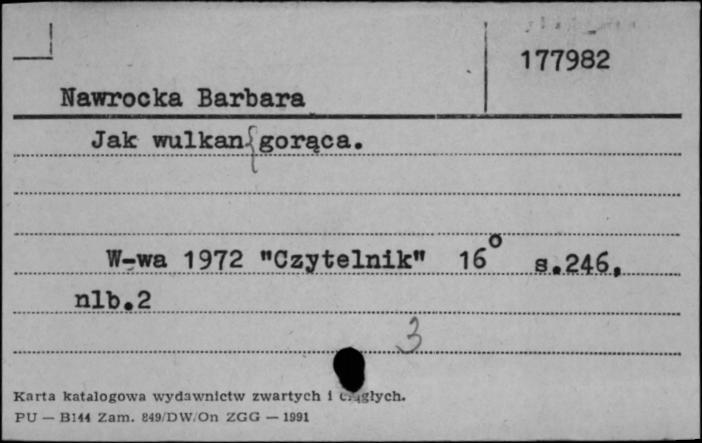 177982
Nawrocka Barbara
Jak wulkan gorąca.
W-wa 1972 "Czytelnik" 16° s.246,
nlb.2
3
Karta katalogowa wydawnictw zwartych i ciągłych.
PU — B144 Zam. 849/DW/On ZGG — 1991